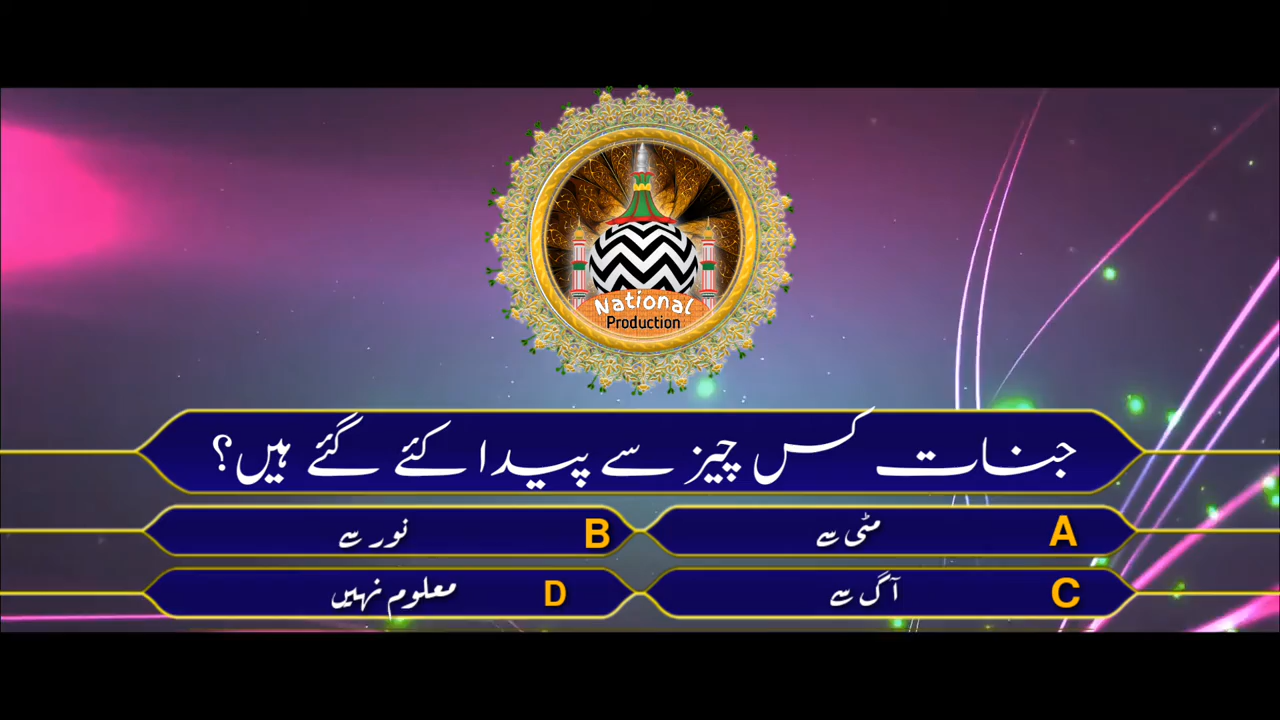 National
Production
جنات کس چیز سے پیدا کئے گئے ہیں؟
A مٹی سے
B نور سے
C آگ سے
D معلوم نہیں